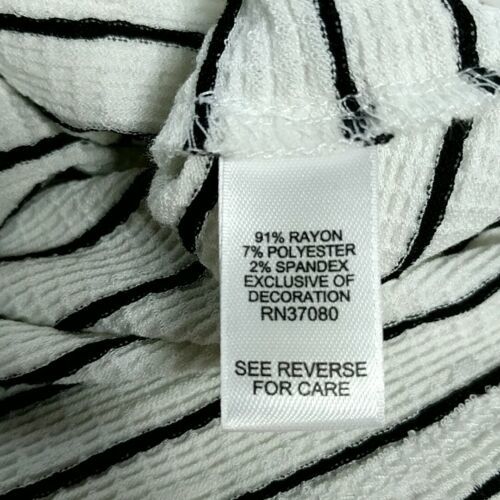 91% RAYON
7% POLYESTER
2% SPANDEX
EXCLUSIVE OF
DECORATION
RN37080
SEE REVERSE
FOR CARE